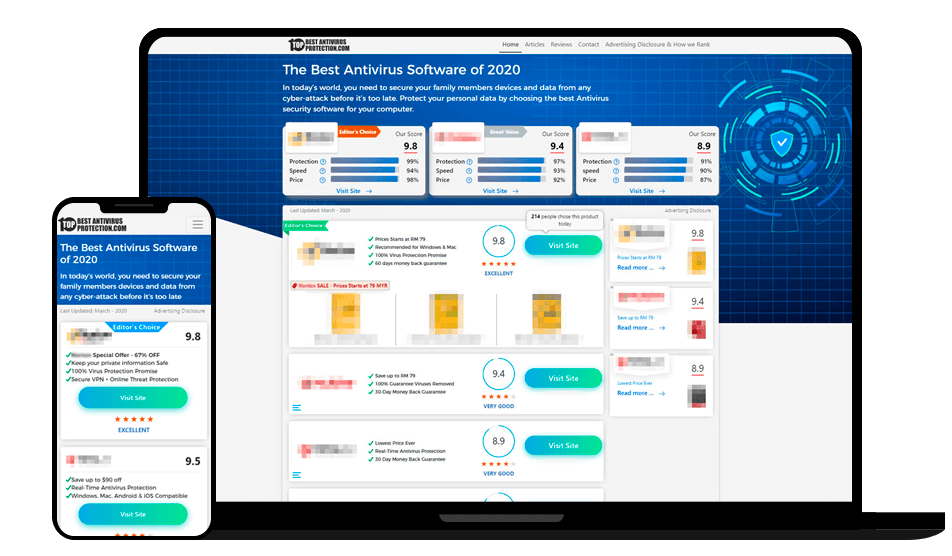 TOP BEST ANTIVIRUS
PROTECTION.COM
Home Articles Reviews Contact Advertising Disclosure & How we Rank
The Best Antivirus Software of 2020
In today's world, you need to secure your family members devices and data from any
cyber-attack before it's too late. Protect your personal data by choosing the best Antivirus
security software for your computer.
Editor's Choice
Our Score
9.8
Protection 99%
Speed 94%
Price 98%
Visit Site →
Great Value
Our Score
9.4
Protection 97%
Speed 93%
Price 92%
Visit Site →
Our Score
8.9
Protection 91%
Speed 90%
Price 87%
Visit Site →
Last Updated: March - 2020
Advertising Disclosure
214 people chose this product
today
Editor's Choice
Prices Starts at RM 79
Recommended for Windows & Mac
100% Virus Protection Promise
60 days money back guarantee
9.8
EXCELLENT
Visit Site
SALE - Prices Starts at 79 MYR
Save up to RM 79
100% Guarantee Viruses Removed
30-Day Money Back Guarantee
9.4
VERY GOOD
Visit Site
Lowest Price Ever
Real-Time Antivirus Protection
30 Day Money Back Guarantee
8.9
VERY GOOD
Visit Site
9.8
Prices Starts at RM 79
Read more ... →
9.4
Save up to RM 79
Read more ... →
8.9
Lowest Price Ever
Read more ... →
TOP BEST ANTIVIRUS
PROTECTION.COM
The Best Antivirus Software
of 2020
In today's world, you need to secure your
family members devices and data from
any cyber-attack before it's too late
Last Updated: March - 2020
Advertising Disclosure
Editor's Choice
9.8
Special Offer - 67% OFF
Keep your private information Safe
100% Virus Protection Promise
Secure VPN + Online Threat Protection
Visit Site
EXCELLENT
9.5
Save up to $90 off
Real-Time Antivirus Protection
Windows, Mac, Android & iOS Compatible
Visit Site